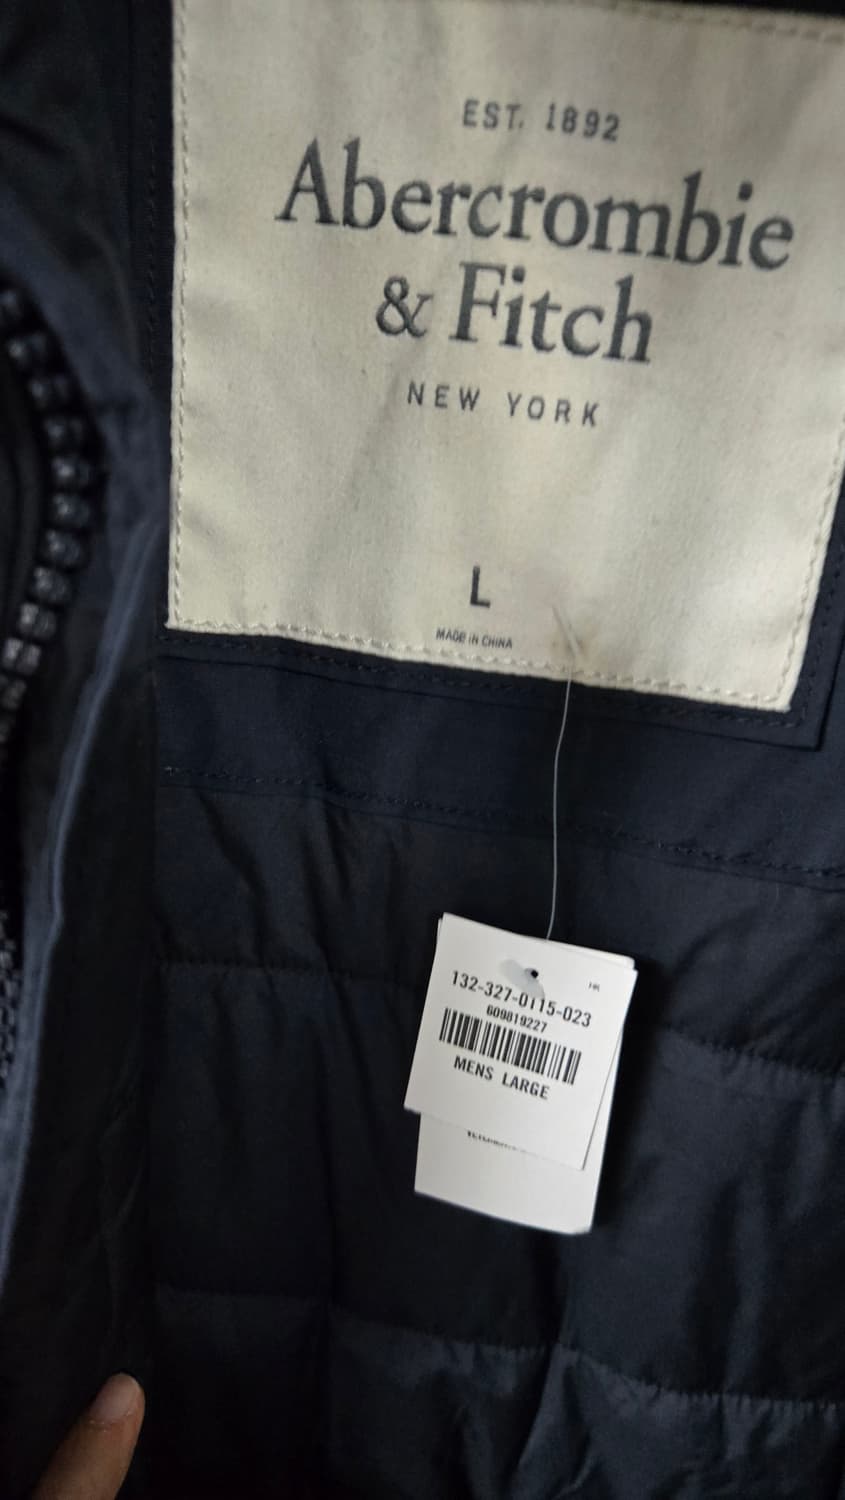 EST. 1892
Abercrombie
& Fitch
NEW YORK
L
MADE IN CHINA
132-327-0115-023
609819227
MENS LARGE